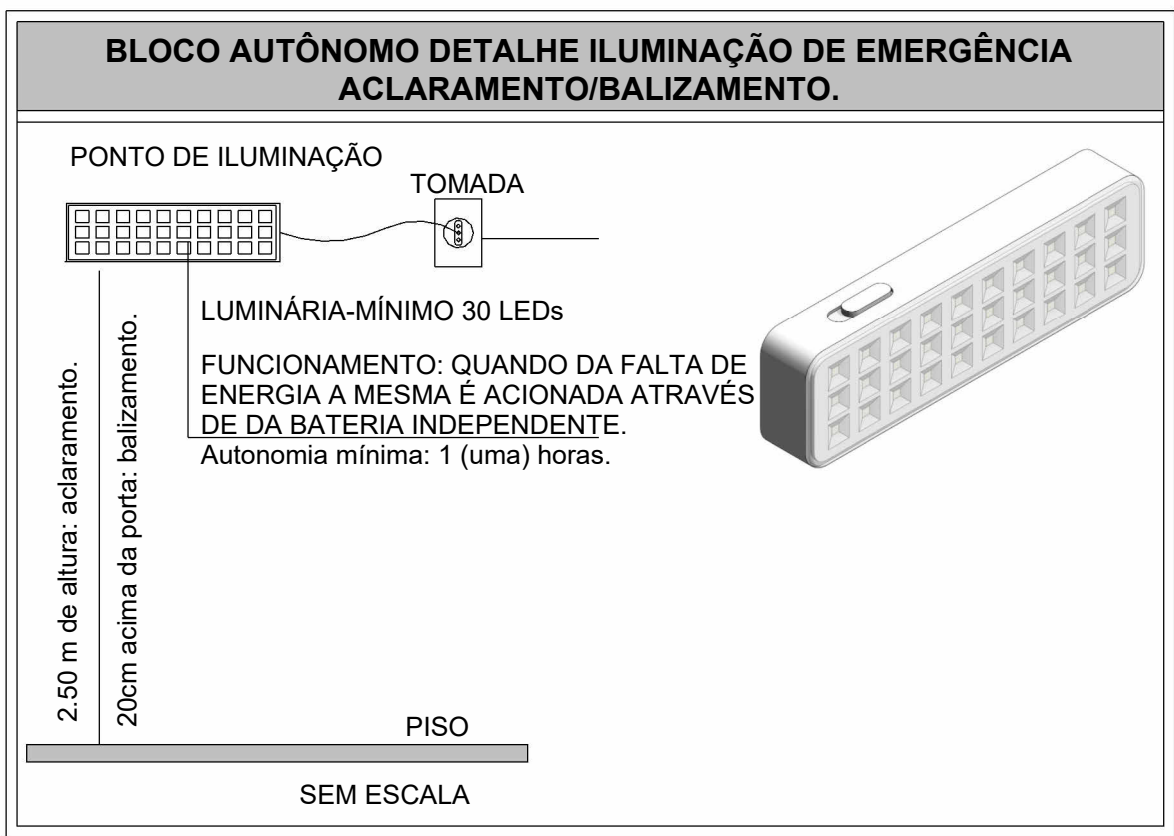 BLOCO AUTÔNOMO DETALHE ILUMINAÇÃO DE EMERGÊNCIA
ACLARAMENTO/BALIZAMENTO.
PONTO DE ILUMINAÇÃO
TOMADA
LUMINÁRIA-MÍNIMO 30 LEDs
FUNCIONAMENTO: QUANDO DA FALTA DE
ENERGIA A MESMA É ACIONADA ATRAVÉS
DE DA BATERIA INDEPENDENTE.
Autonomia mínima: 1 (uma) horas.
2.50 m de altura: aclaramento.
20cm acima da porta: balizamento.
PISO
SEM ESCALA